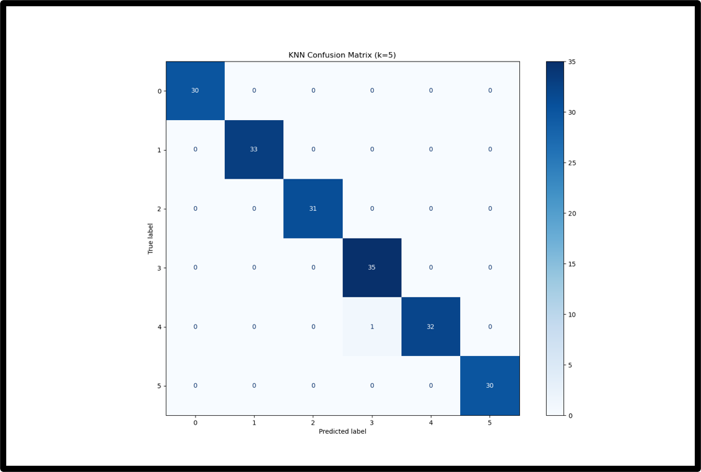 KNN Confusion Matrix (k=5)
0 30 0 0 0 0 0
1 0 33 0 0 0 0
2 0 0 31 0 0 0
3 0 0 0 35 0 0
4 0 0 0 1 32 0
5 0 0 0 0 0 30
0 1 2 3 4 5
True label
Predicted label
35
30
25
20
15
10
5
0